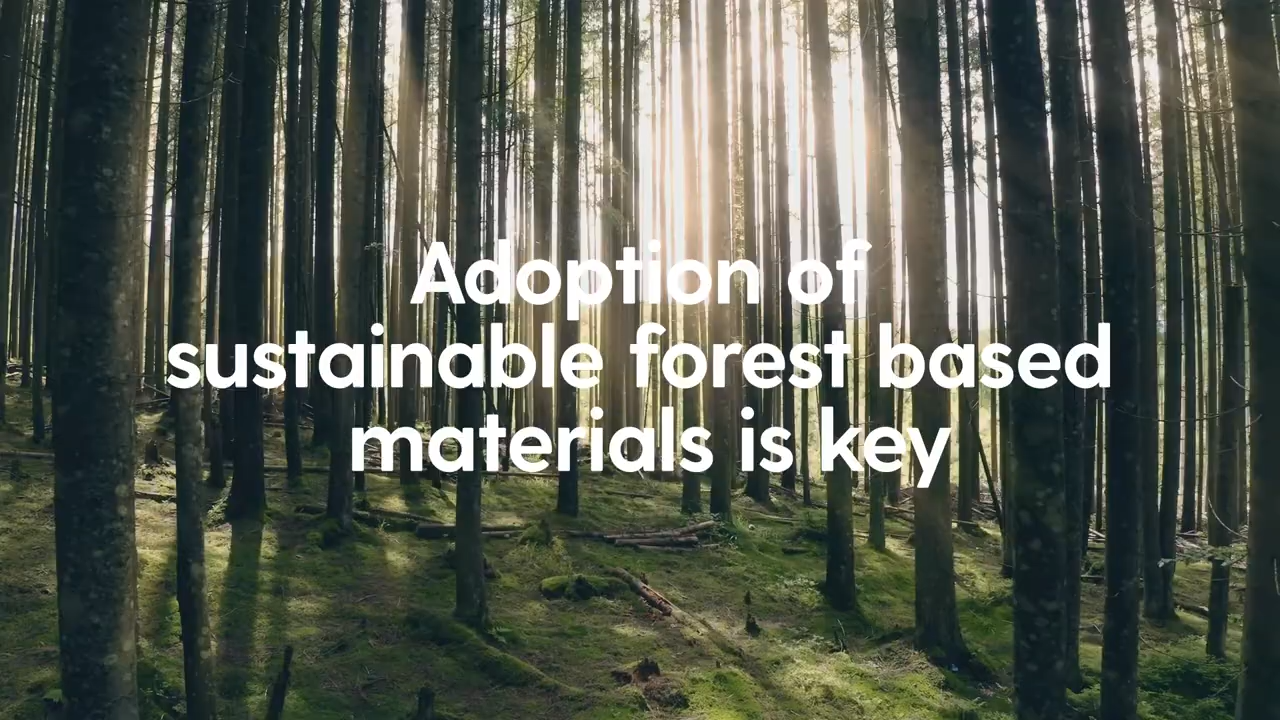 Adoption of
sustainable forest based
materials is key